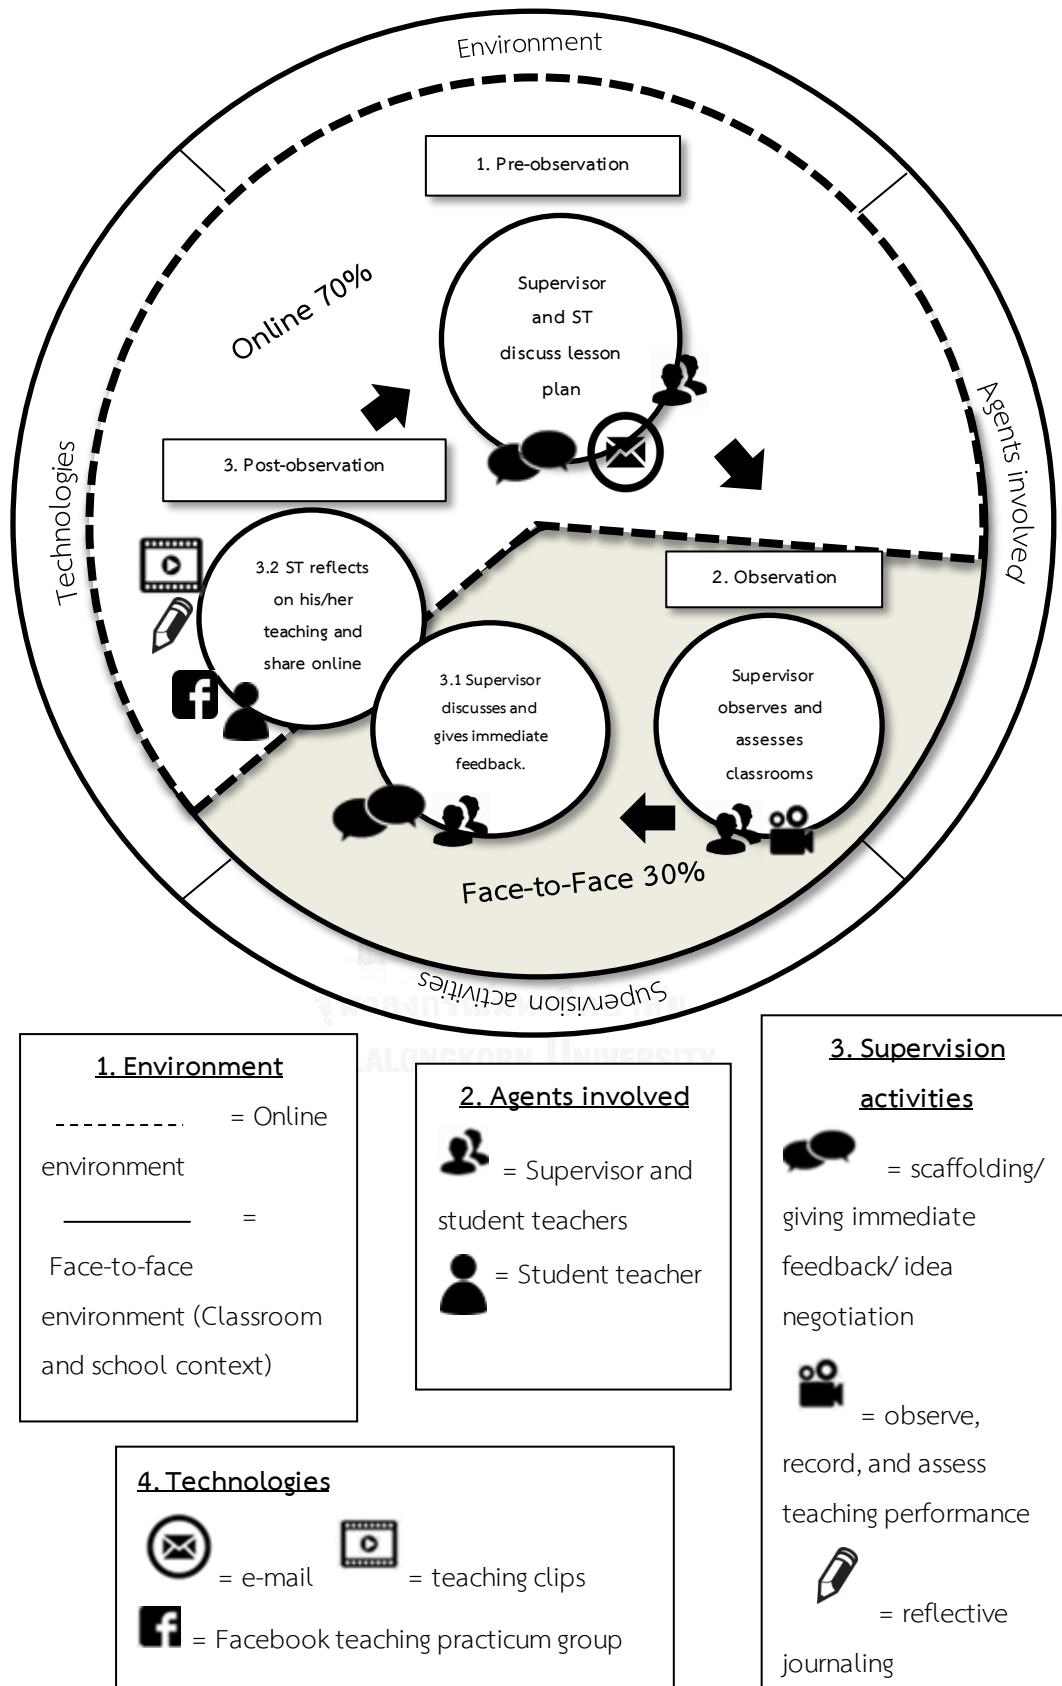 Environment
Agents involved
Supervision activities
Technologies
Online 70%
1. Pre-observation
Supervisor
and ST
discuss lesson
plan
2. Observation
Supervisor
observes and
assesses
classrooms
3. Post-observation
3.1 Supervisor
discusses and
gives immediate
feedback.
3.2 ST reflects
on his/her
teaching and
share online
Face-to-Face 30%
UNIVERSITY
1. Environment
= Online
environment
=
Face-to-face
environment (Classroom
and school context)
2. Agents involved
= Supervisor and
student teachers
= Student teacher
3. Supervision
activities
= scaffolding/
giving immediate
feedback/ idea
negotiation
= observe,
record, and assess
teaching performance
= reflective
journaling
4. Technologies
= e-mail
= teaching clips
= Facebook teaching practicum group